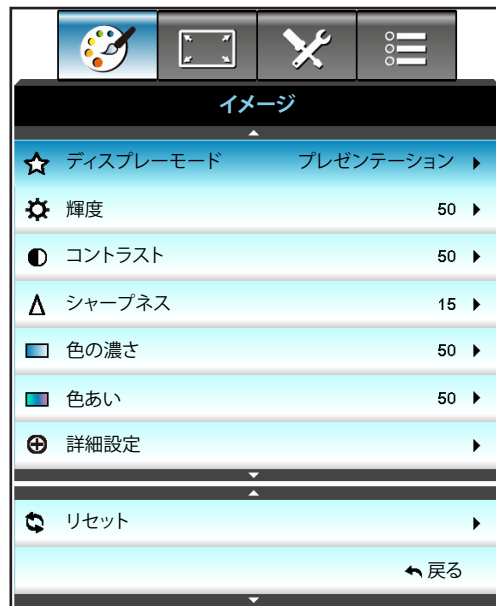 イメージ
ディスプレーモード プレゼンテーション
輝度 50
コントラスト 50
シャープネス 15
色の濃さ 50
色あい 50
詳細設定
リセット
戻る